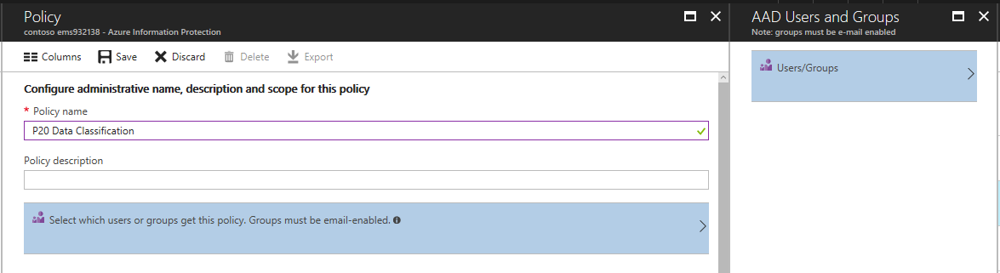 Policy
contoso ems932138 - Azure Information Protection
Columns Save Discard Delete Export
Configure administrative name, description and scope for this policy
* Policy name
P20 Data Classification
Policy description
Select which users or groups get this policy. Groups must be email-enabled.
AAD Users and Groups
Note: groups must be e-mail enabled
Users/Groups